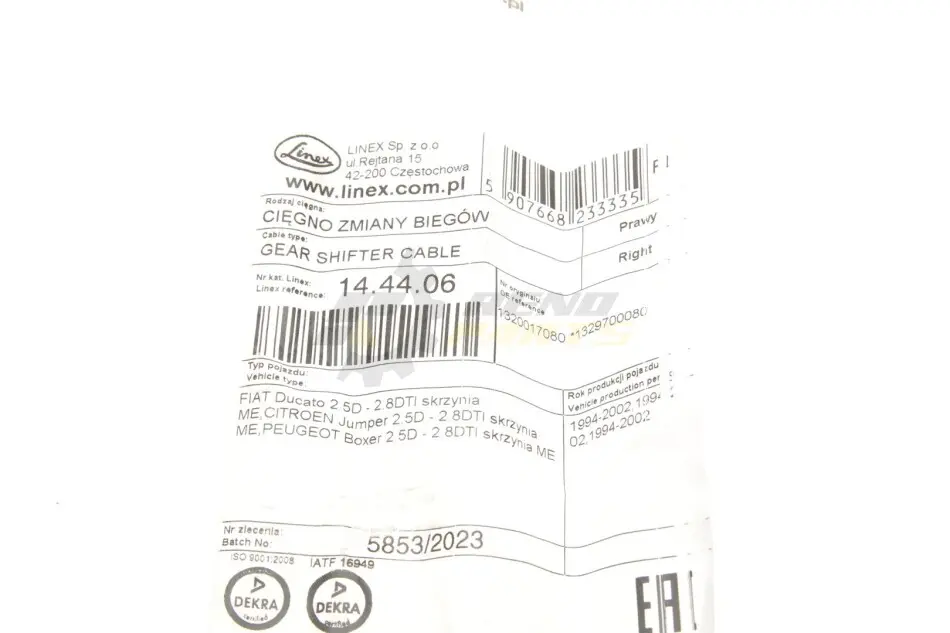 Linex
LINEX Sp z o.o
ul.Rejtana 15
42-200 Częstochowa
www.linex.com.pl
5 907668 233335
Rodzaj cięgna:
CIĘGNO ZMIANY BIEGÓW
Prawy
Cable type:
GEAR SHIFTER CABLE
Right
Nr.kat. Linex:
Linex reference:
14.44.06
Nr oryginału
OE reference
1320017080 *1329700080
Typ pojazdu:
Vehicle type:
FIAT Ducato 2.5D - 2.8DTI skrzynia
ME,CITROEN Jumper 2.5D - 2.8DTI skrzynia
ME,PEUGEOT Boxer 2 5D - 2 8DTI skrzynia ME
Rok produkcji pojazdu
Vehicle production per
1994-2002,1994
02,1994-2002
Nr zlecenia:
Batch No:
5853/2023
ISO 9001:2008
IATF 16949
DEKRA
certified
DEKRA
certified
EAC